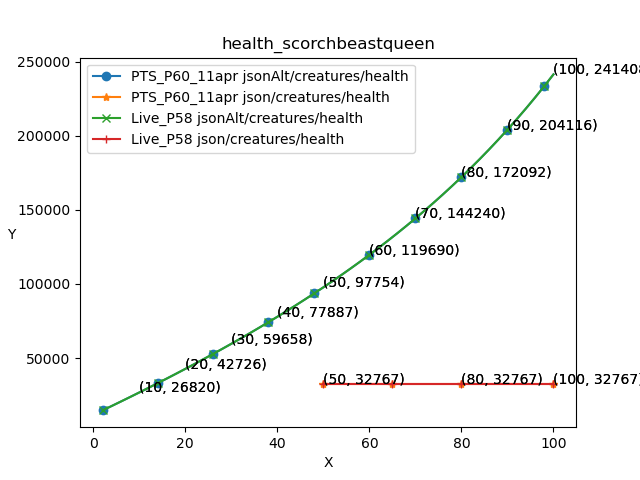 health_scorchbeastqueen
PTS_P60_11apr jsonAlt/creatures/health
PTS_P60_11apr json/creatures/health
Live_P58 jsonAlt/creatures/health
Live_P58 json/creatures/health
250000
200000
150000
100000
50000
Y
(100, 241408
(90, 204116)
(80, 172092)
(70, 144240)
(60, 119690)
(50, 97754)
(40, 77887)
(30, 59658)
(20, 42726)
(10, 26820)
(50, 32767) (80, 32767) (100, 32767)
0 20 40 60 80 100
X